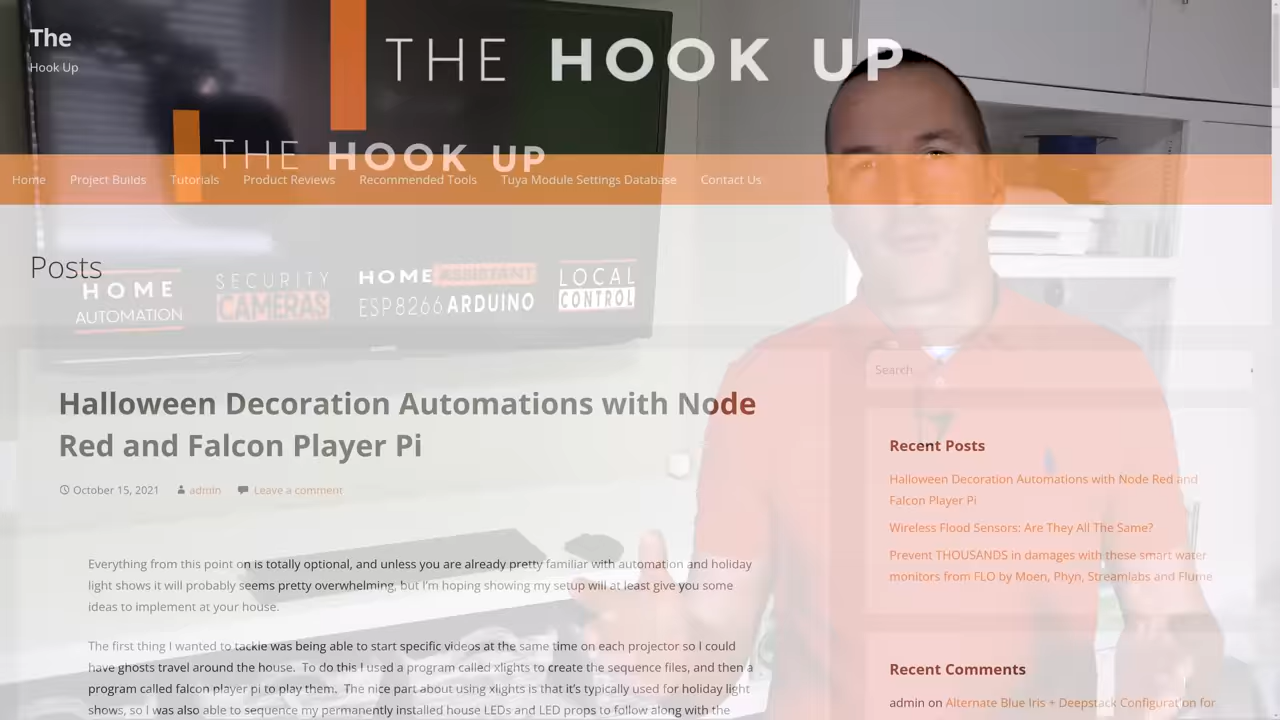 The
THE HOOK UP
Hook Up
THE HOOK UP
Home Project Builds Tutorials Product Reviews Recommended Tools Tuya Module Settings Database Contact Us
Posts
HOME AUTOMATION
SECURITY CAMERAS
HOME ASSISTANT
ESP8266 ARDUINO
LOCAL CONTROL
Halloween Decoration Automations with Node
Red and Falcon Player Pi
October 15, 2021 admin Leave a comment
Everything from this point on is totally optional, and unless you are already pretty familiar with automation and holiday
light shows it will probably seems pretty overwhelming, but I'm hoping showing my setup will at least give you some
ideas to implement at your house.
The first thing I wanted to tackle was being able to start specific videos at the same time on each projector so I could
have ghosts travel around the house. To do this I used a program called xlights to create the sequence files, and then a
program called falcon player pi to play them. The nice part about using xlights is that it's typically used for holiday light
shows, so I was also able to sequence my permanently installed house LEDs and LED props to follow along with the
Search
Recent Posts
Halloween Decoration Automations with Node Red and
Falcon Player Pi
Wireless Flood Sensors: Are They All The Same?
Prevent THOUSANDS in damages with these smart water
monitors from FLO by Moen, Phyn, Streamlabs and Flume
Recent Comments
admin on Alternate Blue Iris + Deepstack Configuration for